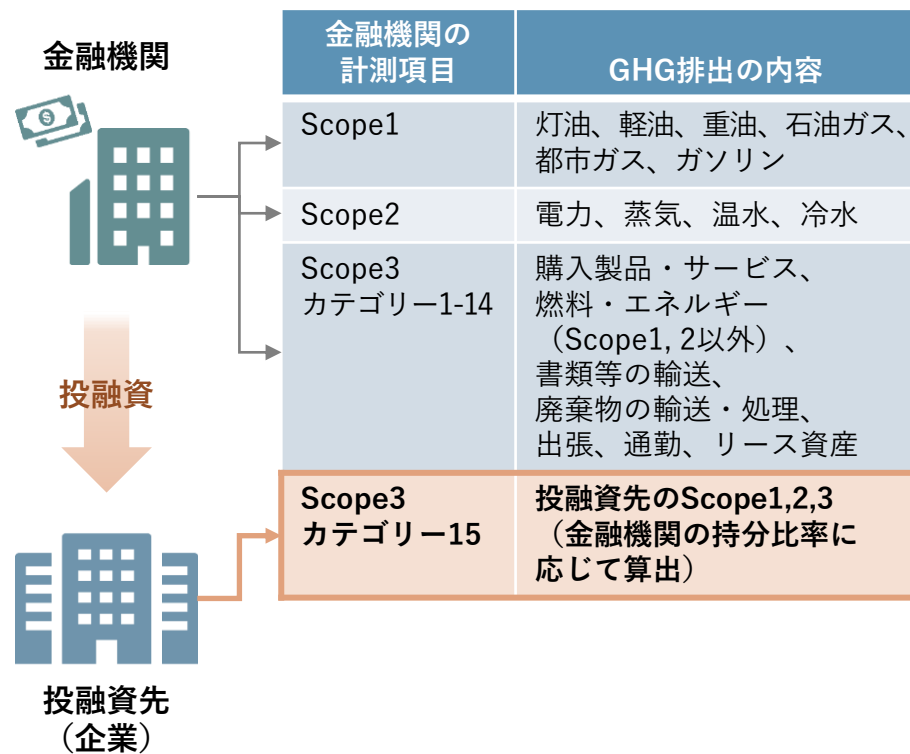 金融機関
$
投融資
投融資先
（企業）
金融機関の
計測項目
GHG排出の内容
Scope1
灯油、軽油、重油、石油ガス、
都市ガス、ガソリン
Scope2
電力、蒸気、温水、冷水
Scope3
カテゴリー1-14
購入製品・サービス、
燃料・エネルギー
（Scope1, 2以外）、
書類等の輸送、
廃棄物の輸送・処理、
出張、通勤、リース資産
Scope3
カテゴリー15
投融資先のScope1,2,3
（金融機関の持分比率に
応じて算出）